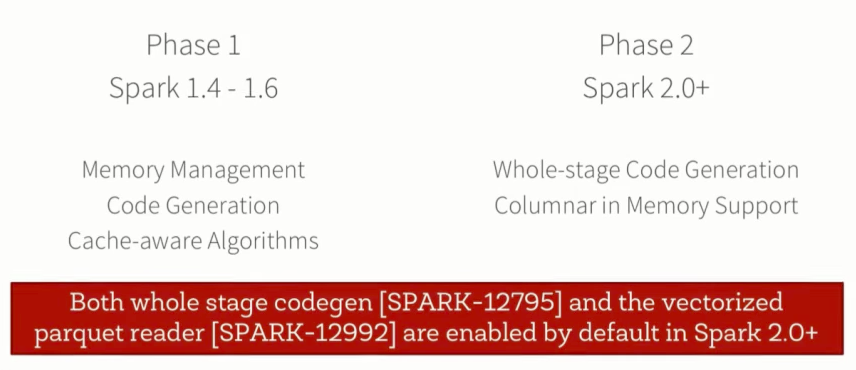 Phase 1
Spark 1.4 - 1.6
Memory Management
Code Generation
Cache-aware Algorithms
Phase 2
Spark 2.0+
Whole-stage Code Generation
Columnar in Memory Support
Both whole stage codegen [SPARK-12795] and the vectorized
parquet reader [SPARK-12992] are enabled by default in Spark 2.0+